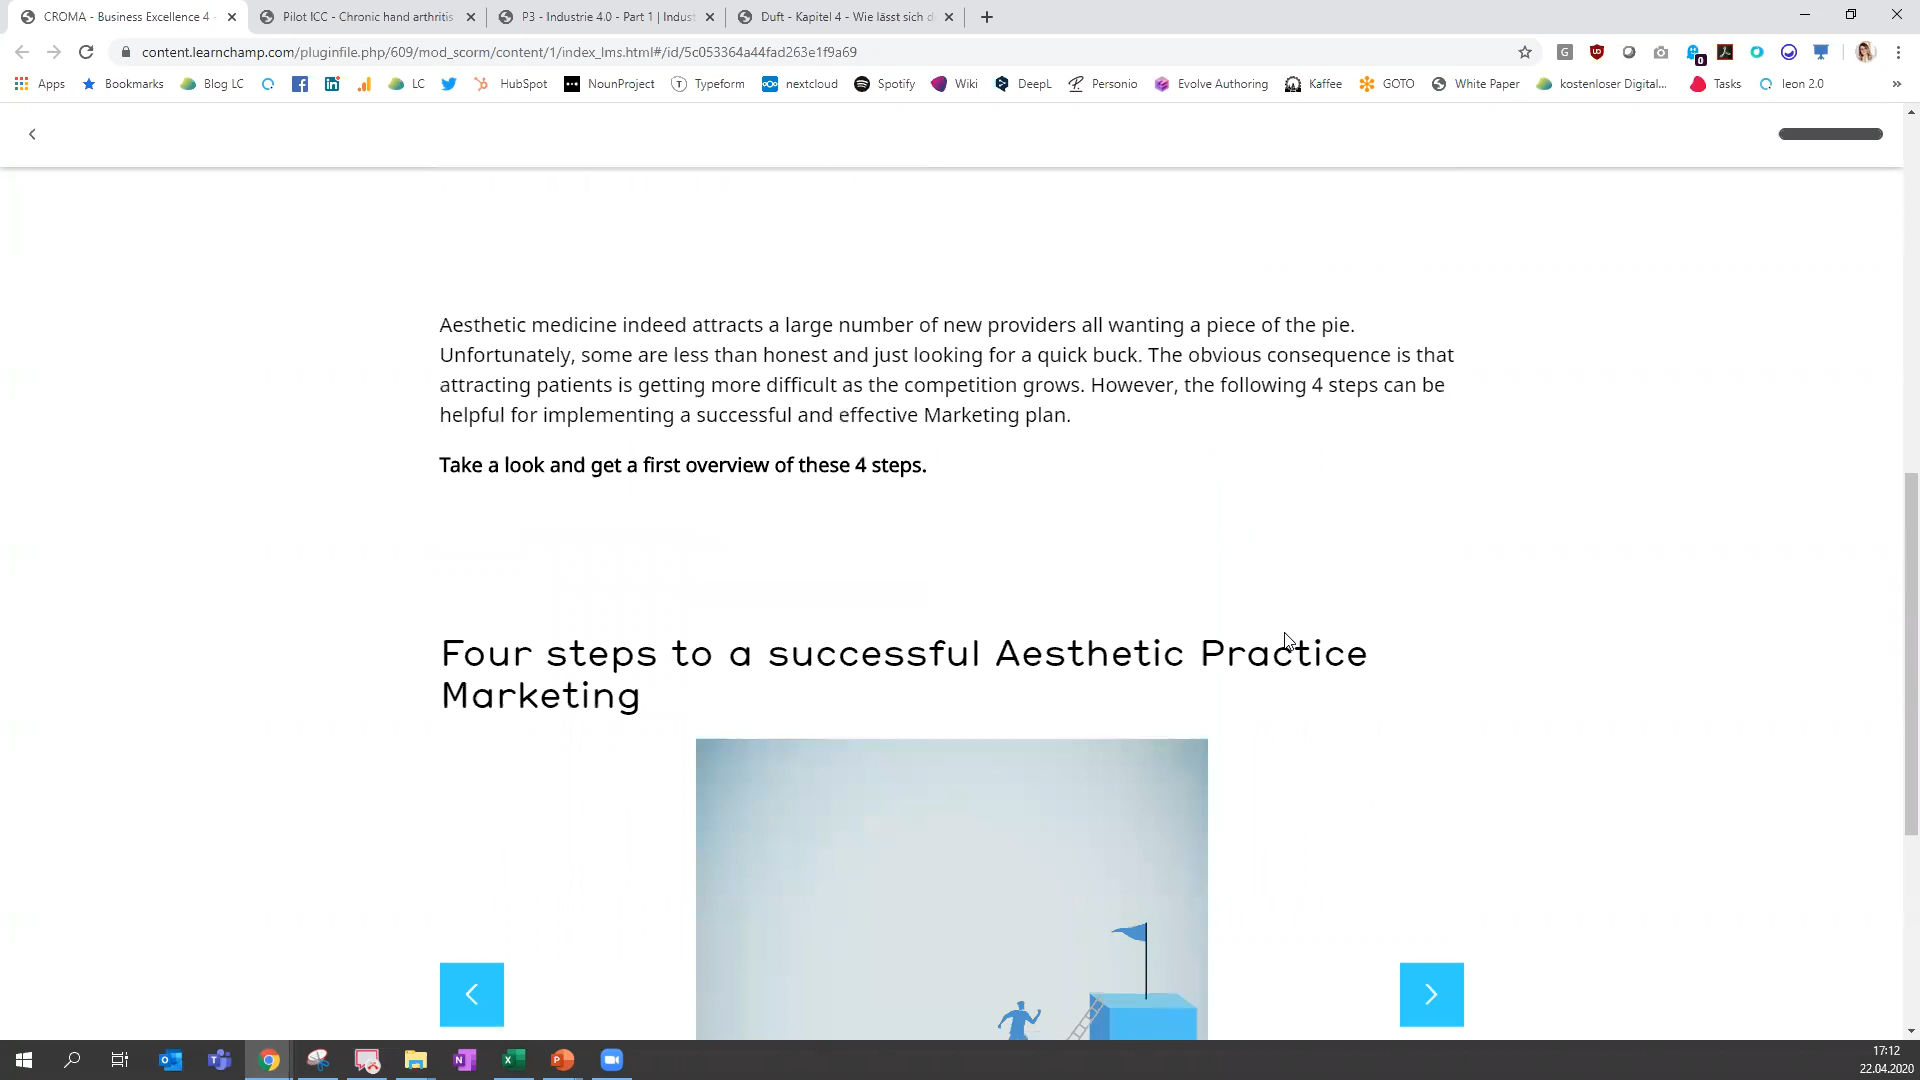 CROMA - Business Excellence 4 -
Pilot ICC - Chronic hand arthritis
P3 - Industrie 4.0 - Part 1 | Indust
Duft - Kapitel 4 - Wie lässt sich d
content.learnchamp.com/pluginfile.php/609/mod_scorm/content/1/index_lms.html#/id/5c053364a44fad263e1f9a69
Apps Bookmarks Blog LC LC HubSpot NounProject Typeform nextcloud Spotify Wiki DeepL Personio Evolve Authoring Kaffee GOTO White Paper kostenloser Digital... Tasks leon 2.0 »
Aesthetic medicine indeed attracts a large number of new providers all wanting a piece of the pie.
Unfortunately, some are less than honest and just looking for a quick buck. The obvious consequence is that
attracting patients is getting more difficult as the competition grows. However, the following 4 steps can be
helpful for implementing a successful and effective Marketing plan.
Take a look and get a first overview of these 4 steps.
Four steps to a successful Aesthetic Practice
Marketing
17:12
22.04.2020